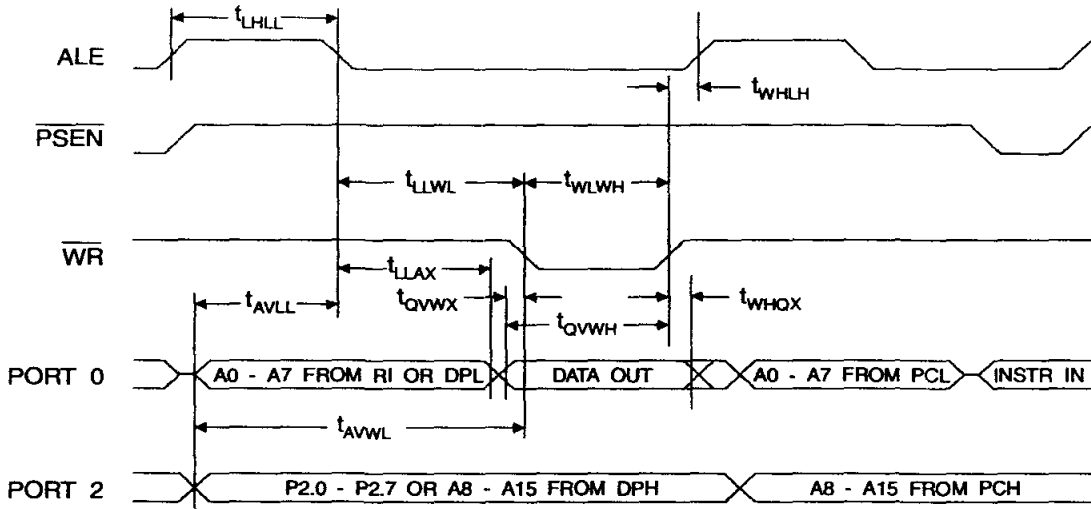 tLHLL
ALE
tWHLH
PSEN
tLLWL
tWLWH
WR
tLLAX
tAVLL
tQVWX
tWHQX
tQVWH
PORT 0
A0 - A7 FROM RI OR DPL
DATA OUT
A0 - A7 FROM PCL
INSTR IN
tAVWL
PORT 2
P2.0 - P2.7 OR A8 - A15 FROM DPH
A8 - A15 FROM PCH